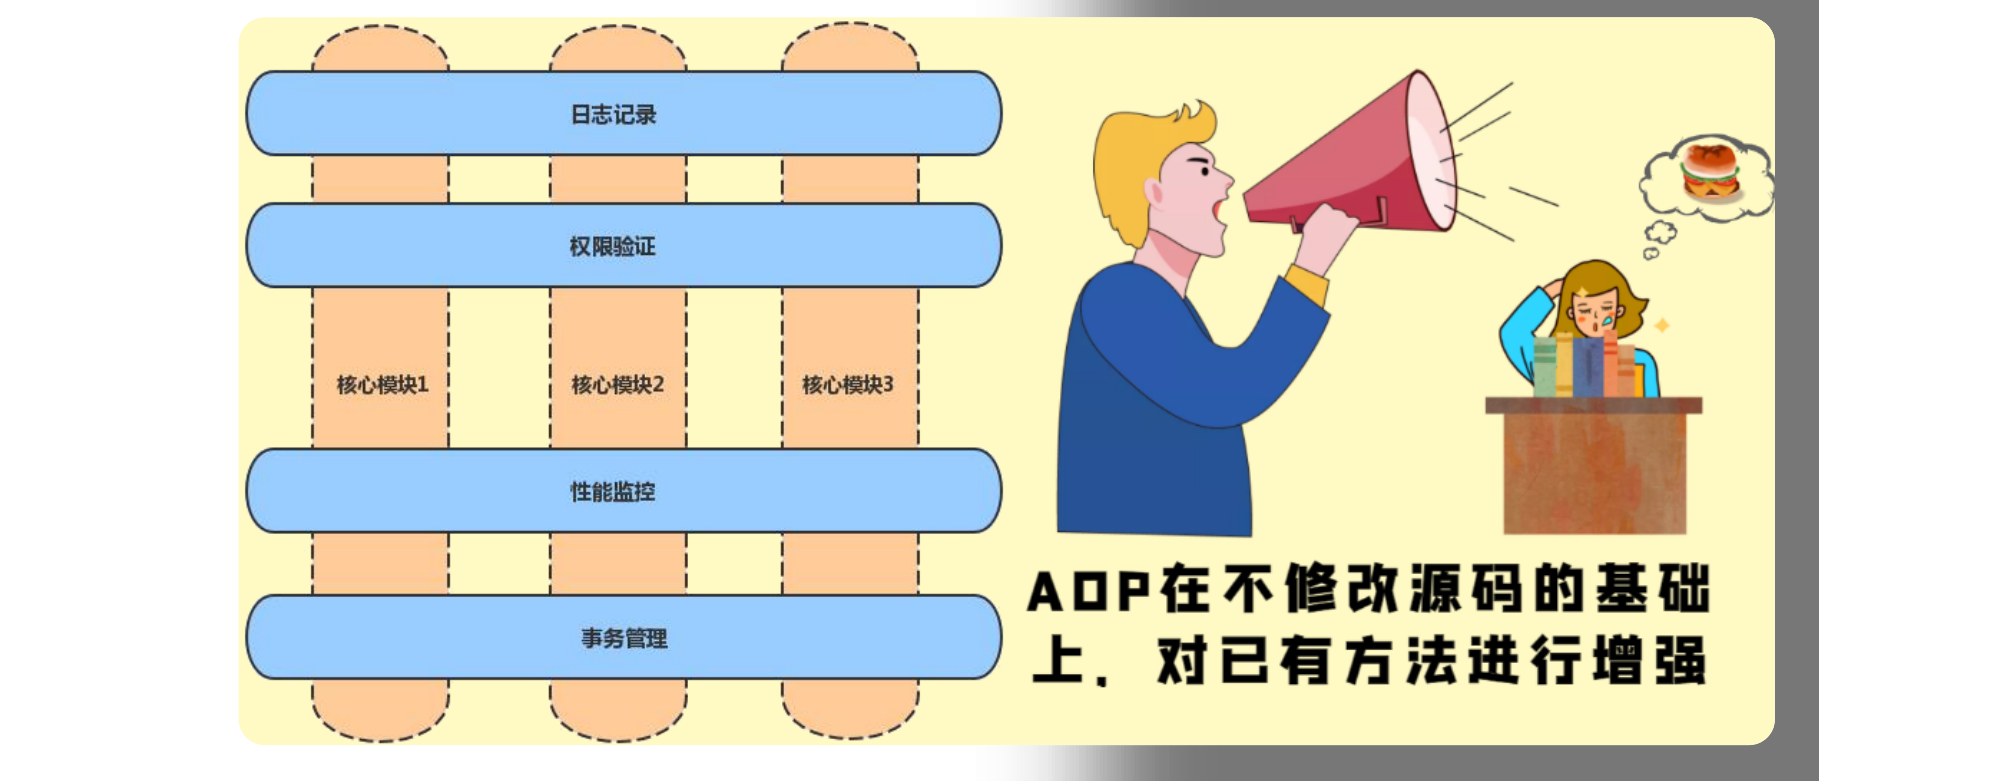 日志记录
权限验证
核心模块1
核心模块2
核心模块3
性能监控
事务管理
AOP在不修改源码的基础
上，对已有方法进行增强